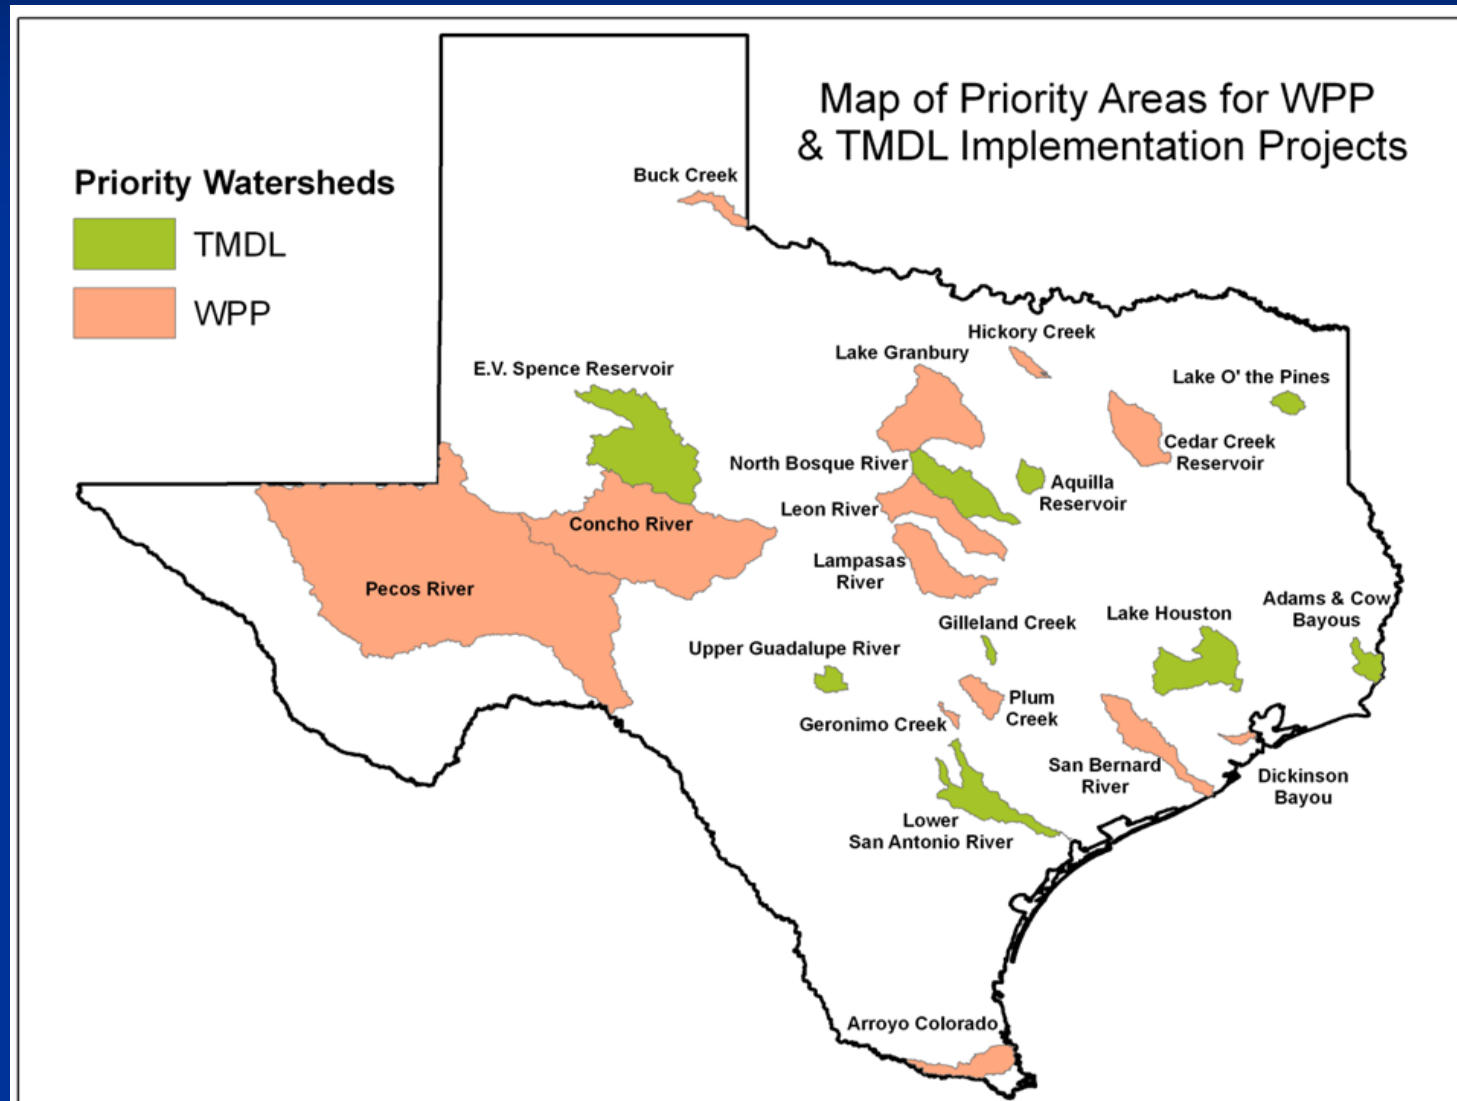 Map of Priority Areas for WPP
& TMDL Implementation Projects
Priority Watersheds
TMDL
WPP
Buck Creek
Hickory Creek
Lake Granbury
E.V. Spence Reservoir
Lake O' the Pines
Cedar Creek
Reservoir
North Bosque River
Aquilla
Reservoir
Leon River
Concho River
Lampasas
River
Pecos River
Adams & Cow
Bayous
Lake Houston
Gilleland Creek
Upper Guadalupe River
Plum
Creek
Geronimo Creek
San Bernard
River
Dickinson
Bayou
Lower
San Antonio River
Arroyo Colorado